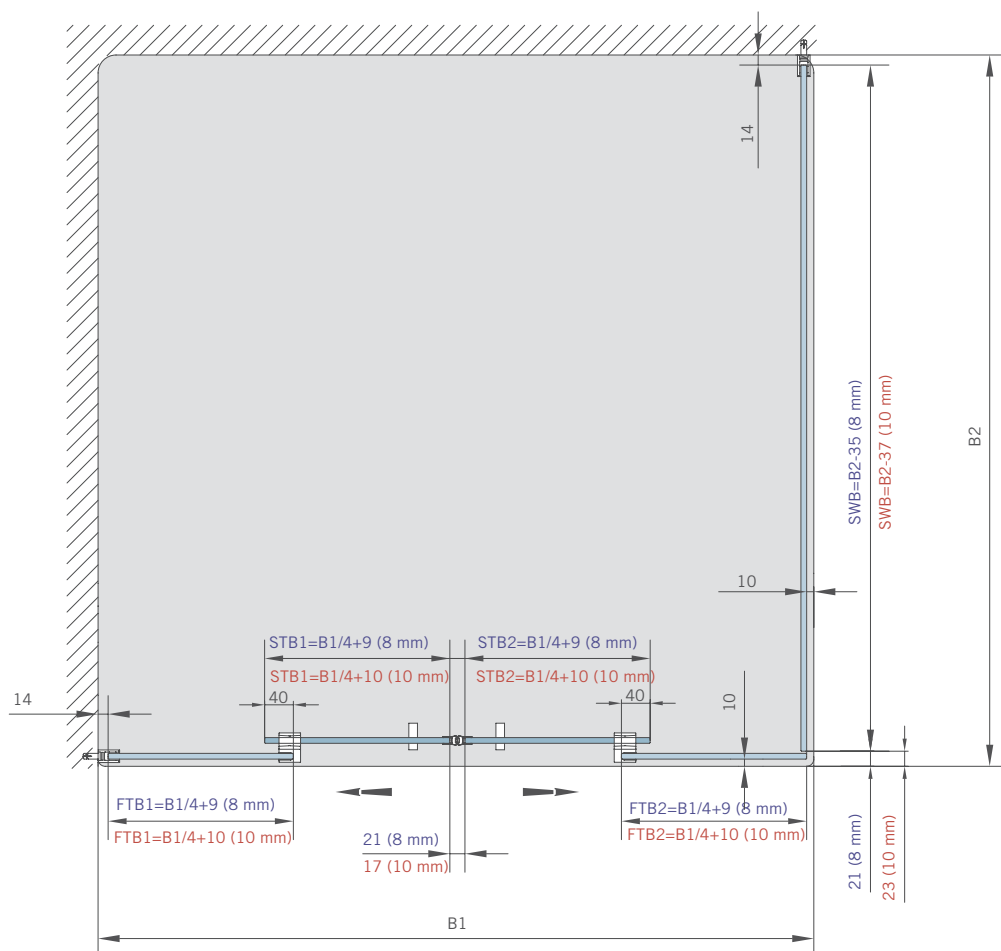 14
SWB=B2-35 (8 mm)
SWB=B2-37 (10 mm)
B2
10
STB1=B1/4+9 (8 mm)
STB2=B1/4+9 (8 mm)
STB1=B1/4+10 (10 mm)
STB2=B1/4+10 (10 mm)
14
40
40
10
FTB1=B1/4+9 (8 mm)
FTB2=B1/4+9 (8 mm)
FTB1=B1/4+10 (10 mm)
FTB2=B1/4+10 (10 mm)
21 (8 mm)
17 (10 mm)
21 (8 mm)
23 (10 mm)
B1